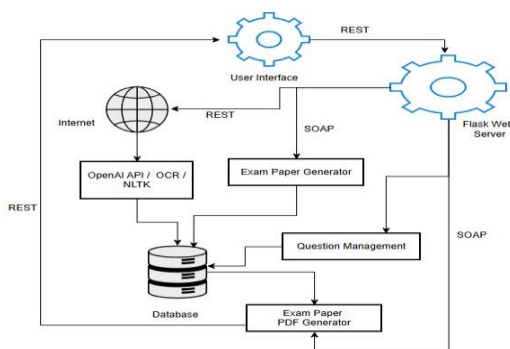 REST
User Interface
Internet
REST
Flask Web
Server
SOAP
OpenAI API / OCR /
NLTK
Exam Paper Generator
REST
SOAP
Question Management
Database
Exam Paper
PDF Generator